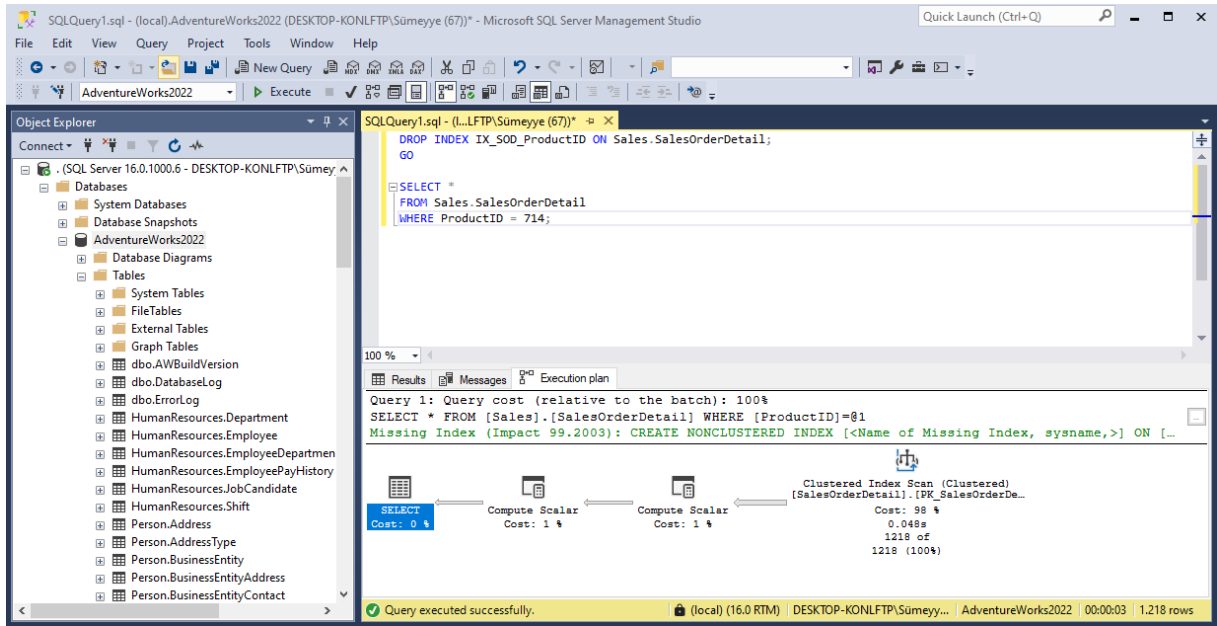 SQLQuery1.sql - (local).AdventureWorks2022 (DESKTOP-KONLFTP\Sümeyye (67))* - Microsoft SQL Server Management Studio
Quick Launch (Ctrl+Q)
File Edit View Query Project Tools Window Help
New Query MDX DMX XMLA DAX
AdventureWorks2022 Execute
Object Explorer
Connect
. (SQL Server 16.0.1000.6 - DESKTOP-KONLFTP\Sümey
Databases
System Databases
Database Snapshots
AdventureWorks2022
Database Diagrams
Tables
System Tables
FileTables
External Tables
Graph Tables
dbo.AWBuildVersion
dbo.DatabaseLog
dbo.ErrorLog
HumanResources.Department
HumanResources.Employee
HumanResources.EmployeeDepartmen
HumanResources.EmployeePayHistory
HumanResources.JobCandidate
HumanResources.Shift
Person.Address
Person.AddressType
Person.BusinessEntity
Person.BusinessEntityAddress
Person.BusinessEntityContact
SQLQuery1.sql - (l...LFTP\Sümeyye (67))*
DROP INDEX IX_SOD_ProductID ON Sales.SalesOrderDetail;
GO
SELECT *
FROM Sales.SalesOrderDetail
WHERE ProductID = 714;
100 %
Results Messages Execution plan
Query 1: Query cost (relative to the batch): 100%
SELECT * FROM [Sales].[SalesOrderDetail] WHERE [ProductID]=@1
Missing Index (Impact 99.2003): CREATE NONCLUSTERED INDEX [<Name of Missing Index, sysname,>] ON [...
SELECT
Cost: 0 %
Compute Scalar
Cost: 1 %
Compute Scalar
Cost: 1 %
Clustered Index Scan (Clustered)
[SalesOrderDetail].[PK_SalesOrderDe...
Cost: 98 %
0.048s
1218 of
1218 (100%)
Query executed successfully.
(local) (16.0 RTM) DESKTOP-KONLFTP\Sümeyy... AdventureWorks2022 00:00:03 1.218 rows